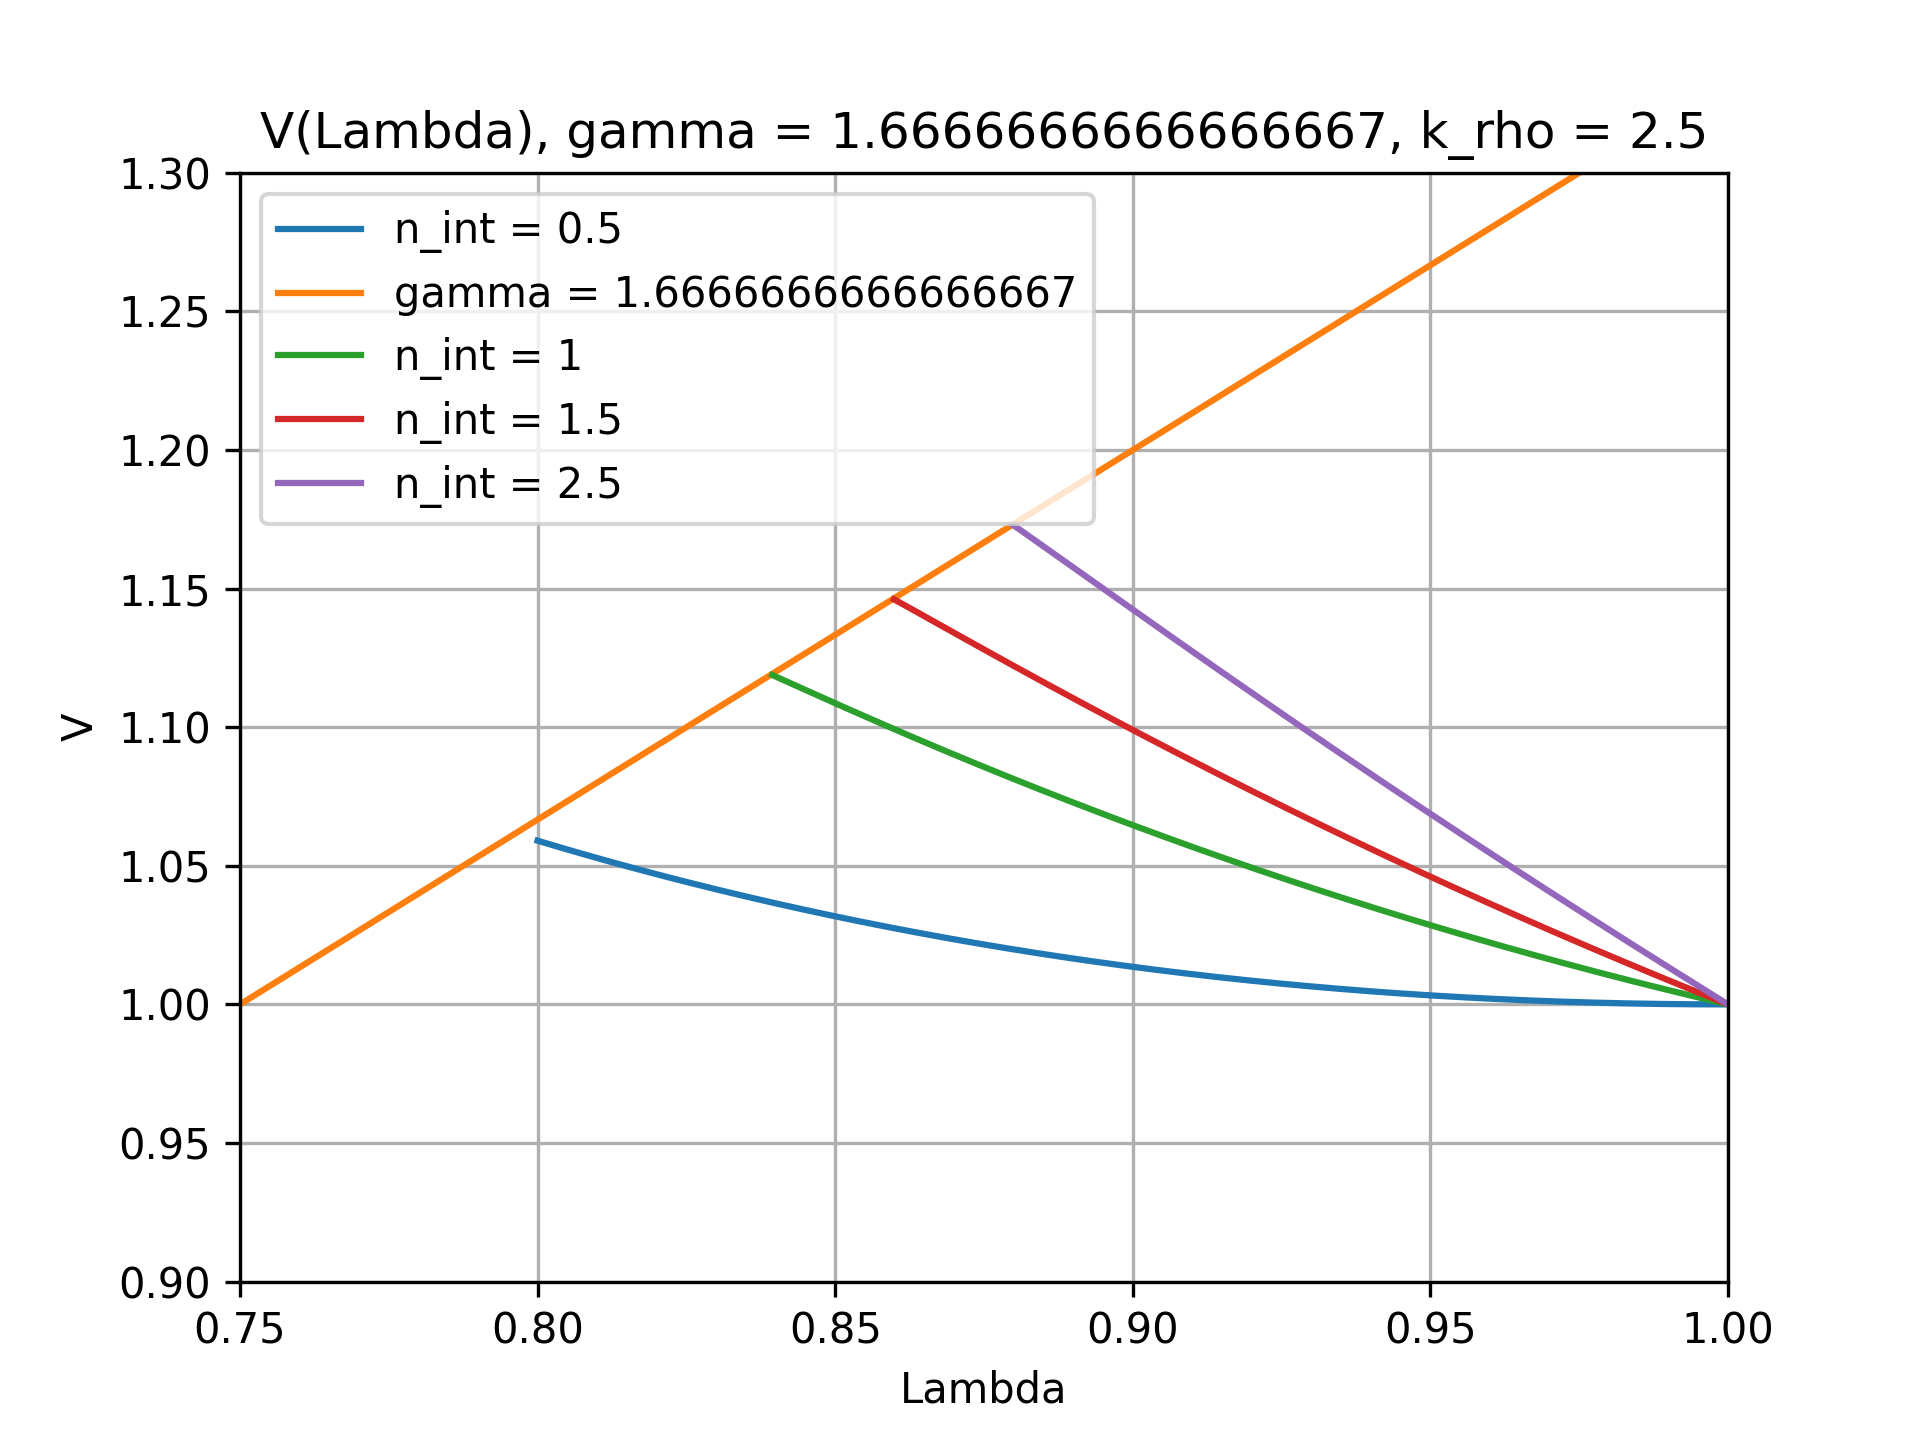 V(Lambda), gamma = 1.6666666666666667, k_rho = 2.5
1.30
1.25
1.20
1.15
1.10
1.05
1.00
0.95
0.90
V
n_int = 0.5
gamma = 1.6666666666666667
n_int = 1
n_int = 1.5
n_int = 2.5
0.75 0.80 0.85 0.90 0.95 1.00
Lambda